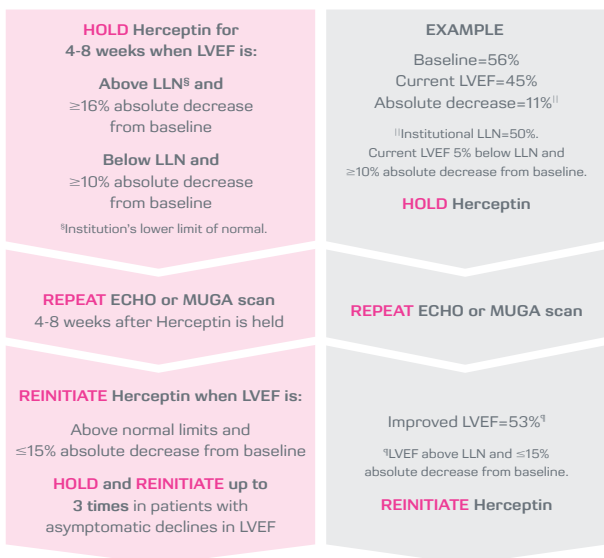 HOLD Herceptin for
4-8 weeks when LVEF is:
Above LLN§ and
≥16% absolute decrease
from baseline
Below LLN and
≥10% absolute decrease
from baseline
§Institution's lower limit of normal.
EXAMPLE
Baseline=56%
Current LVEF=45%
Absolute decrease=11%||
||Institutional LLN=50%.
Current LVEF 5% below LLN and
≥10% absolute decrease from baseline.
HOLD Herceptin
REPEAT ECHO or MUGA scan
4-8 weeks after Herceptin is held
REPEAT ECHO or MUGA scan
REINITIATE Herceptin when LVEF is:
Above normal limits and
≤15% absolute decrease from baseline
HOLD and REINITIATE up to
3 times in patients with
asymptomatic declines in LVEF
Improved LVEF=53%¶
¶LVEF above LLN and ≤15%
absolute decrease from baseline.
REINITIATE Herceptin